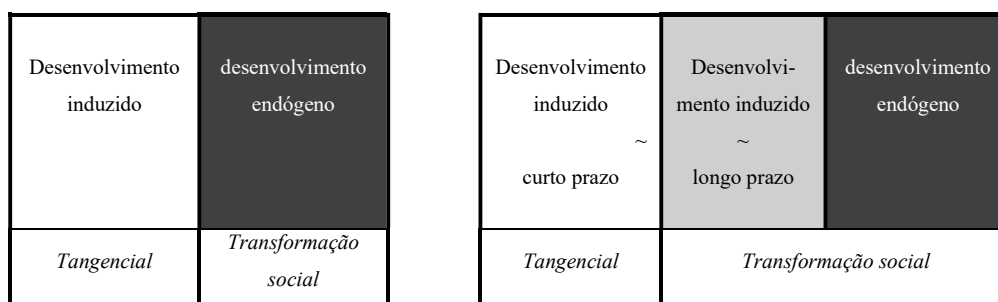 Desenvolvimento
induzido
desenvolvimento
endógeno
Tangencial
Transformação
social
Desenvolvimento
induzido
~
curto prazo
Desenvolvi-
mento induzido
~
longo prazo
desenvolvimento
endógeno
Tangencial
Transformação social